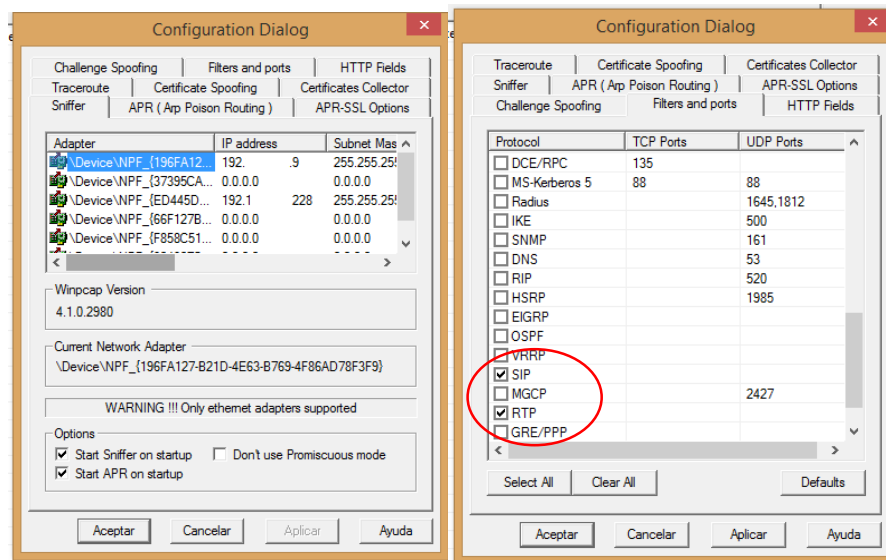 Configuration Dialog
Challenge Spoofing Filters and ports HTTP Fields
Traceroute Certificate Spoofing Certificates Collector
Sniffer APR ( Arp Poison Routing ) APR-SSL Options
Adapter IP address Subnet Mas
\Device\NPF_{196FA12... 192. .9 255.255.25
\Device\NPF_{37395CA... 0.0.0.0 0.0.0.0
\Device\NPF_{ED445D... 192.1 228 255.255.25
\Device\NPF_{66F127B... 0.0.0.0 0.0.0.0
\Device\NPF_{F858C51... 0.0.0.0 0.0.0.0
Winpcap Version
4.1.0.2980
Current Network Adapter
\Device\NPF_{196FA127-B21D-4E63-B769-4F86AD78F3F9}
WARNING !!! Only ethernet adapters supported
Options
Start Sniffer on startup Don't use Promiscuous mode
Start APR on startup
Aceptar Cancelar Aplicar Ayuda
Configuration Dialog
Traceroute Certificate Spoofing Certificates Collector
Sniffer APR ( Arp Poison Routing ) APR-SSL Options
Challenge Spoofing Filters and ports HTTP Fields
Protocol TCP Ports UDP Ports
DCE/RPC 135
MS-Kerberos 5 88 88
Radius 1645,1812
IKE 500
SNMP 161
DNS 53
RIP 520
HSRP 1985
EIGRP
OSPF
VRRP
SIP
MGCP 2427
RTP
GRE/PPP
Select All Clear All Defaults
Aceptar Cancelar Aplicar Ayuda